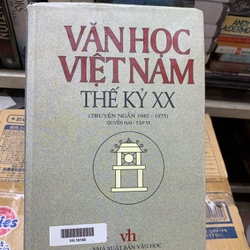 VĂN HỌC
VIỆT NAM
THẾ KỶ XX
(TRUYỆN NGẮN 1945 - 1975)
QUYỂN HAI - TẬP VI
vh
NHÀ XUẤT BẢN VĂN HỌC